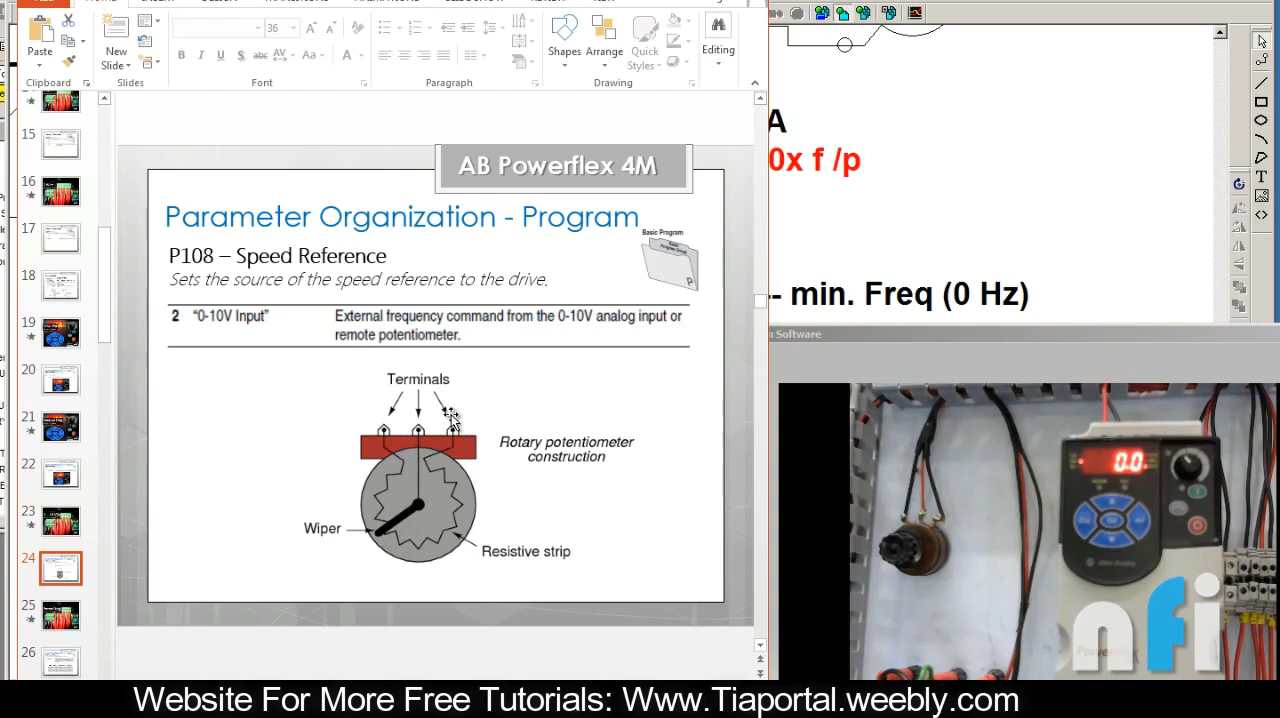 36
Paste
New
Slide
B I U S abc AV Aa A
Shapes
Arrange
Quick
Styles
Editing
Clipboard
Slides
Font
Paragraph
Drawing
15
16
17
18
19
20
21
22
23
24
25
26
AB Powerflex 4M
Parameter Organization - Program
Basic Program
P108 – Speed Reference
Sets the source of the speed reference to the drive.
2 “0-10V Input” External frequency command from the 0-10V analog input or
remote potentiometer.
Terminals
Rotary potentiometer
construction
Wiper
Resistive strip
A
0x f /p
-- min. Freq (0 Hz)
Software
0.0
nfi
Website For More Free Tutorials: Www.Tiaportal.weebly.com